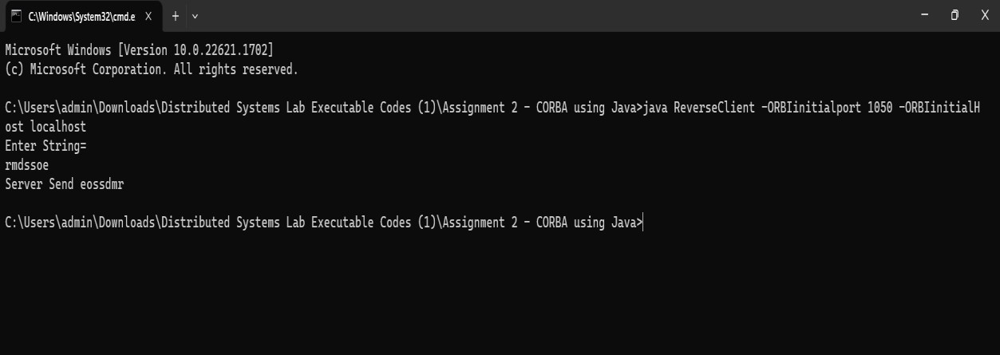 C:\Windows\System32\cmd.e
Microsoft Windows [Version 10.0.22621.1702]
(c) Microsoft Corporation. All rights reserved.
C:\Users\admin\Downloads\Distributed Systems Lab Executable Codes (1)\Assignment 2 - CORBA using Java>java ReverseClient -ORBIinitialport 1050 -ORBIinitialH
ost localhost
Enter String=
rmdssoe
Server Send eossdmr
C:\Users\admin\Downloads\Distributed Systems Lab Executable Codes (1)\Assignment 2 - CORBA using Java>